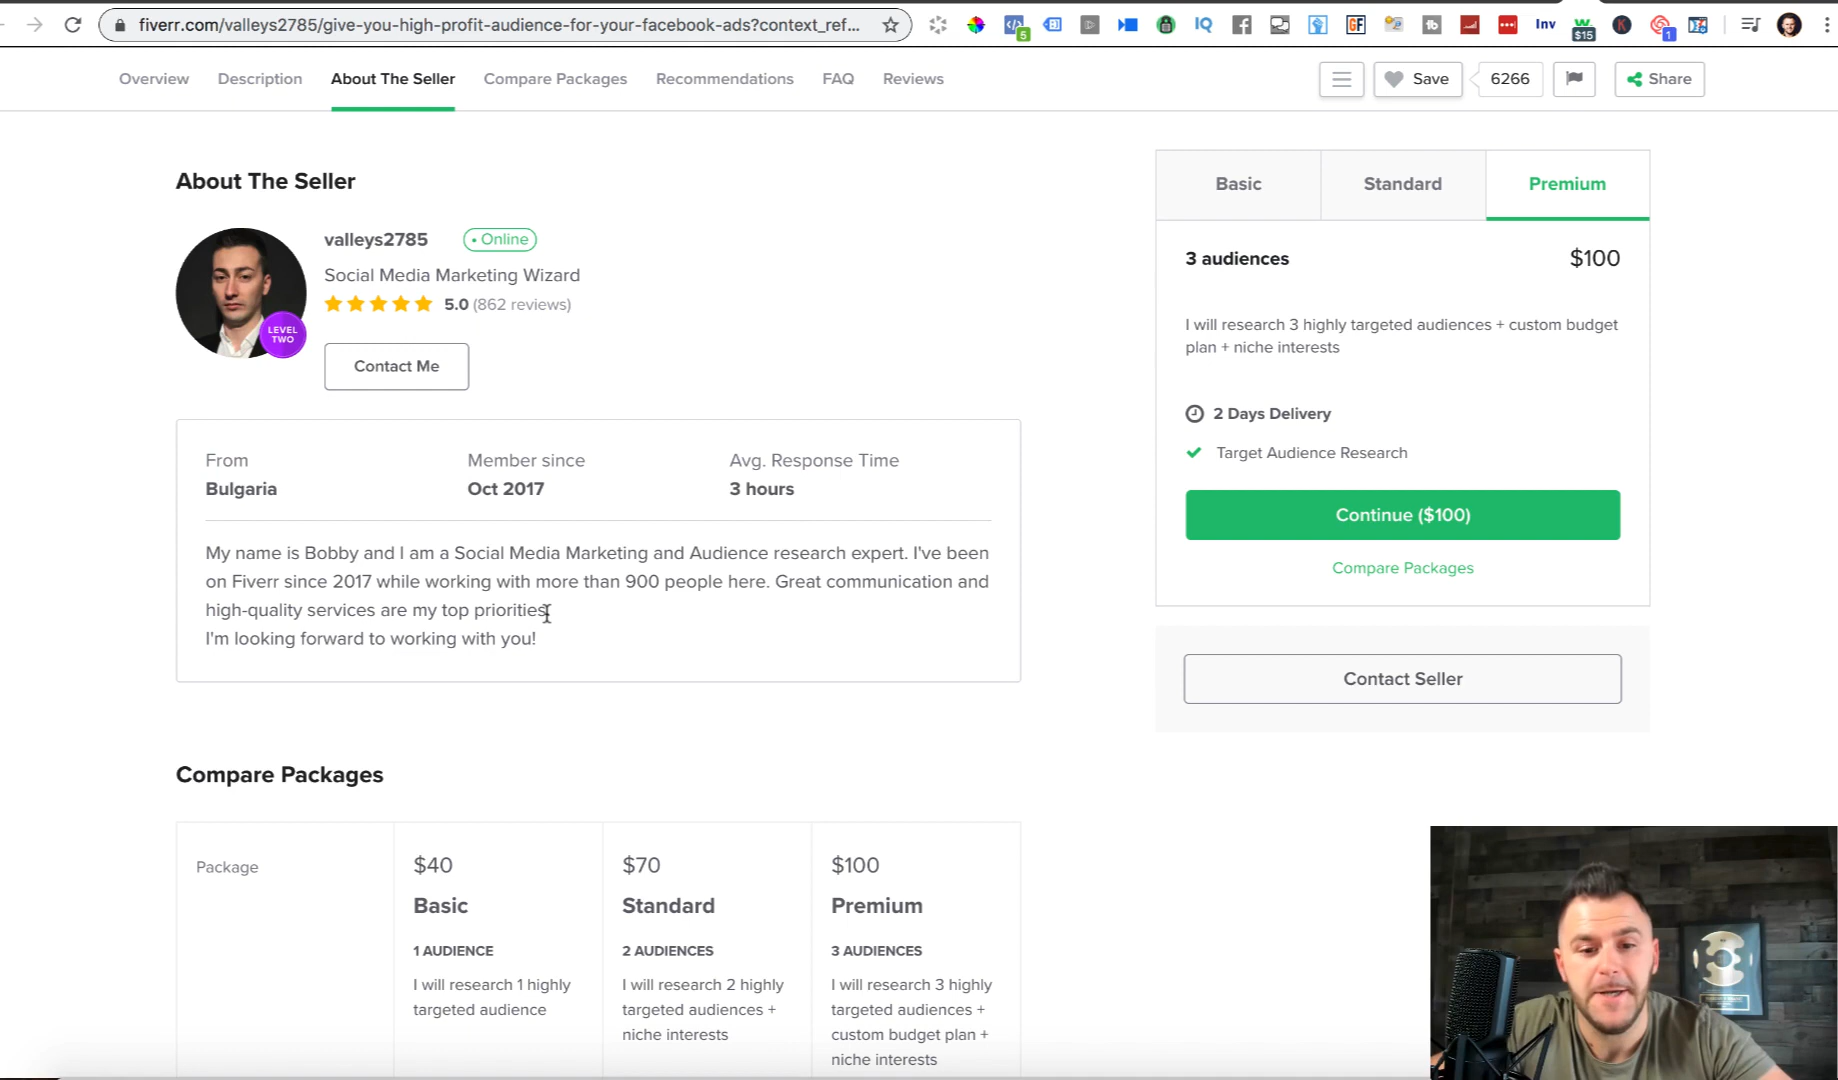 fiverr.com/valleys2785/give-you-high-profit-audience-for-your-facebook-ads?context_ref...
5
IQ
GF
Inv
$15
K
1
Overview
Description
About The Seller
Compare Packages
Recommendations
FAQ
Reviews
Save
6266
Share
About The Seller
valleys2785
• Online
Social Media Marketing Wizard
5.0 (862 reviews)
LEVEL
TWO
Contact Me
From
Bulgaria
Member since
Oct 2017
Avg. Response Time
3 hours
My name is Bobby and I am a Social Media Marketing and Audience research expert. I've been
on Fiverr since 2017 while working with more than 900 people here. Great communication and
high-quality services are my top priorities.
I'm looking forward to working with you!
Basic
Standard
Premium
3 audiences
$100
I will research 3 highly targeted audiences + custom budget
plan + niche interests
2 Days Delivery
Target Audience Research
Continue ($100)
Compare Packages
Contact Seller
Compare Packages
Package
$40
Basic
1 AUDIENCE
I will research 1 highly
targeted audience
$70
Standard
2 AUDIENCES
I will research 2 highly
targeted audiences +
niche interests
$100
Premium
3 AUDIENCES
I will research 3 highly
targeted audiences +
custom budget plan +
niche interests